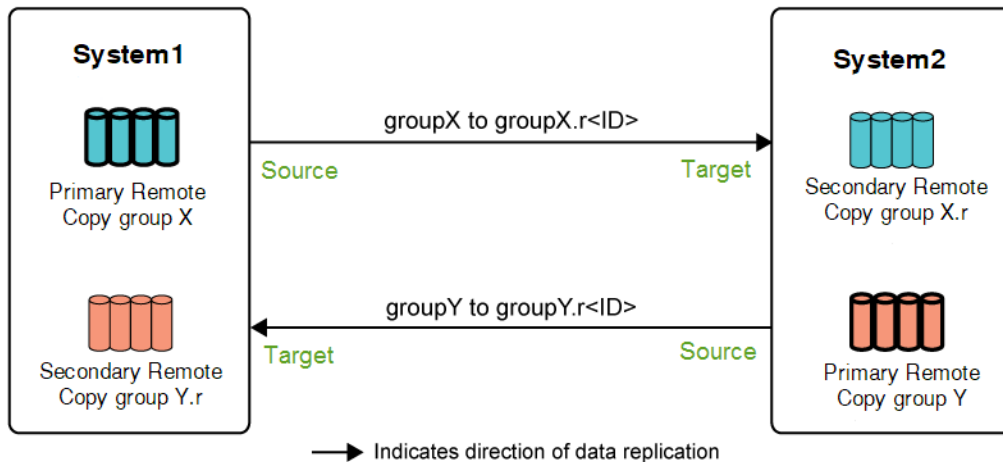 System1
System2
groupX to groupX.r<ID>
Source
Target
Primary Remote
Copy group X
Secondary Remote
Copy group X.r
groupY to groupY.r<ID>
Target
Source
Secondary Remote
Copy group Y.r
Primary Remote
Copy group Y
Indicates direction of data replication